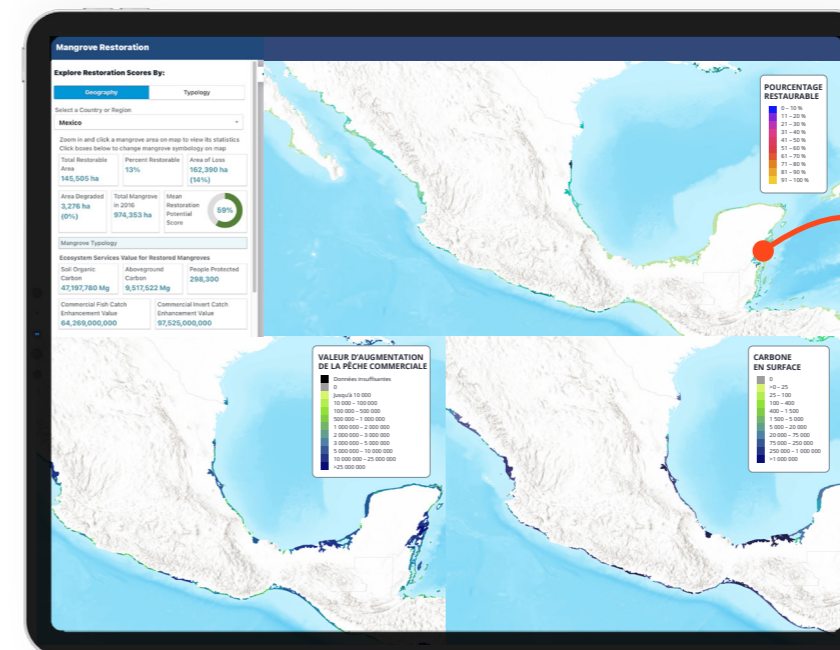 Mangrove Restoration
Explore Restoration Scores By:
Geography
Typology
Select a Country or Region
Mexico
Zoom in and click a mangrove area on map to view its statistics
Click boxes below to change mangrove symbology on map
Total Restorable
Area
145,505 ha
Percent Restorable
13%
Area of Loss
162,390 ha
(14%)
Area Degraded
3,276 ha
(0%)
Total Mangrove
in 2016
974,353 ha
Mean
Restoration
Potential
Score
59%
Mangrove Typology
Ecosystem Services Value for Restored Mangroves
Soil Organic
Carbon
47,197,780 Mg
Aboveground
Carbon
9,517,522 Mg
People Protected
298,300
Commercial Fish Catch
Enhancement Value
64,269,000,000
Commercial Invert Catch
Enhancement Value
97,525,000,000
POURCENTAGE
RESTAURABLE
0 – 10 %
11 – 20 %
21 – 30 %
31 – 40 %
41 – 50 %
51 – 60 %
61 – 70 %
71 – 80 %
81 – 90 %
91 – 100 %
VALEUR D'AUGMENTATION
DE LA PÊCHE COMMERCIALE
Données insuffisantes
0
Jusqu'à 10 000
10 000 – 100 000
100 000 – 500 000
500 000 – 1 000 000
1 000 000 – 2 000 000
2 000 000 – 3 000 000
3 000 000 – 5 000 000
5 000 000 – 10 000 000
10 000 000 – 25 000 000
>25 000 000
CARBONE
EN SURFACE
0
>0 – 25
25 – 100
100 – 400
400 – 1 500
1 500 – 5 000
5 000 – 20 000
20 000 – 75 000
75 000 – 250 000
250 000 – 1 000 000
>1 000 000